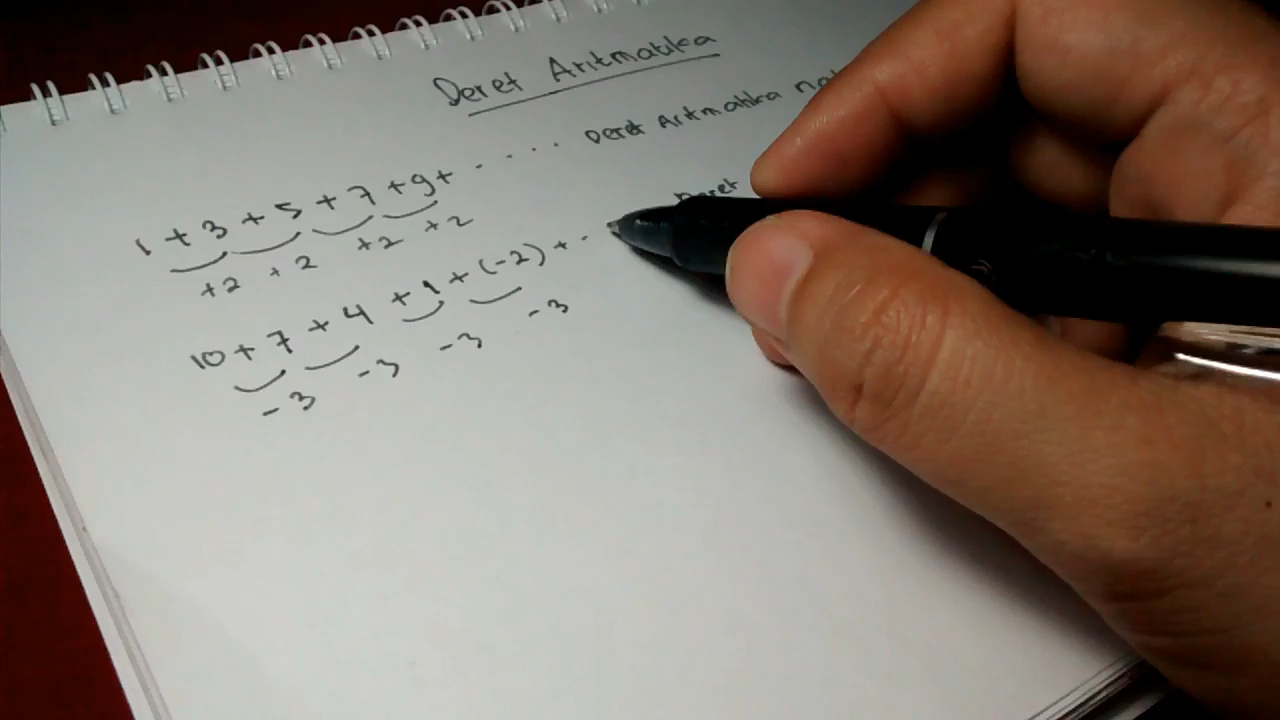 Deret Aritmatika
1 + 3 + 5 + 7 + 9 + ..... Deret Aritmatika
+2 +2 +2 +2
10 + 7 + 4 + 1 + (-2) + .. Deret
-3 -3 -3 -3